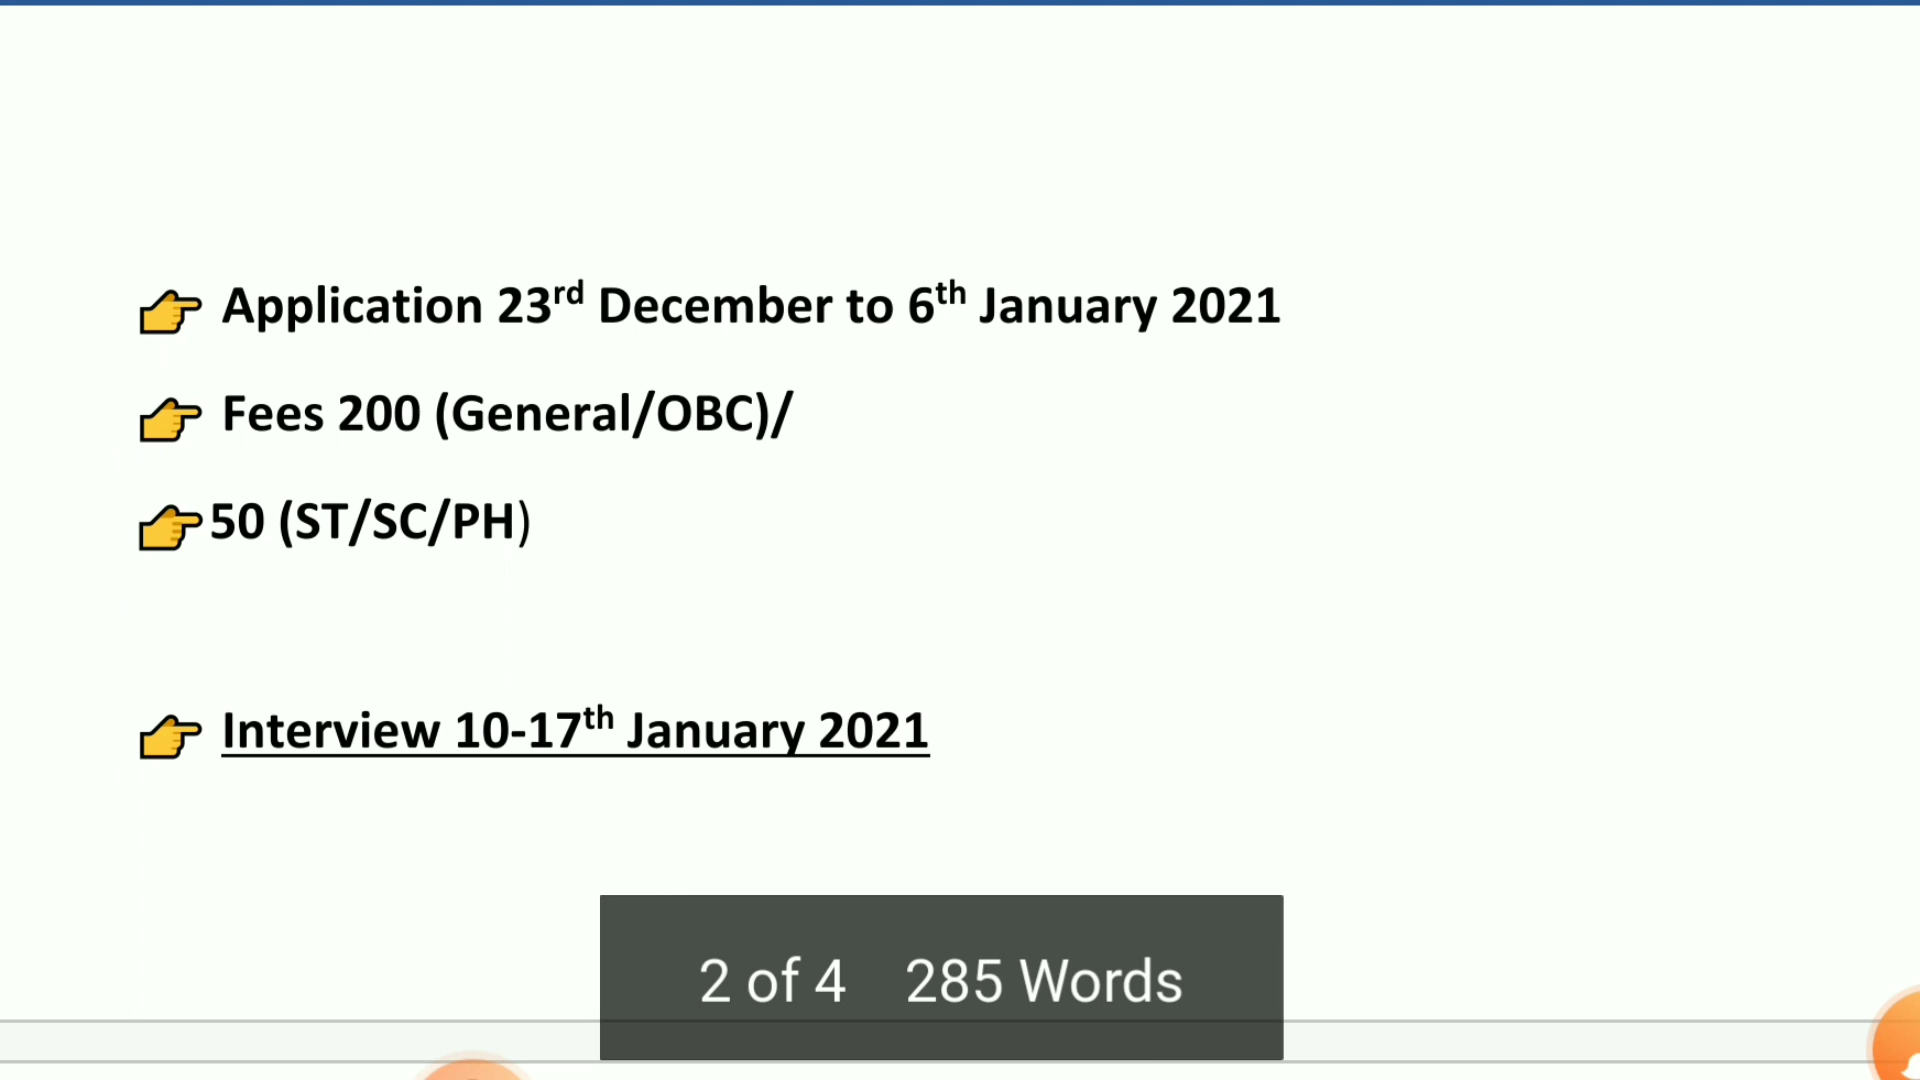 👉 Application 23rd December to 6th January 2021
👉 Fees 200 (General/OBC)/
👉50 (ST/SC/PH)
👉 Interview 10-17th January 2021
2 of 4 285 Words